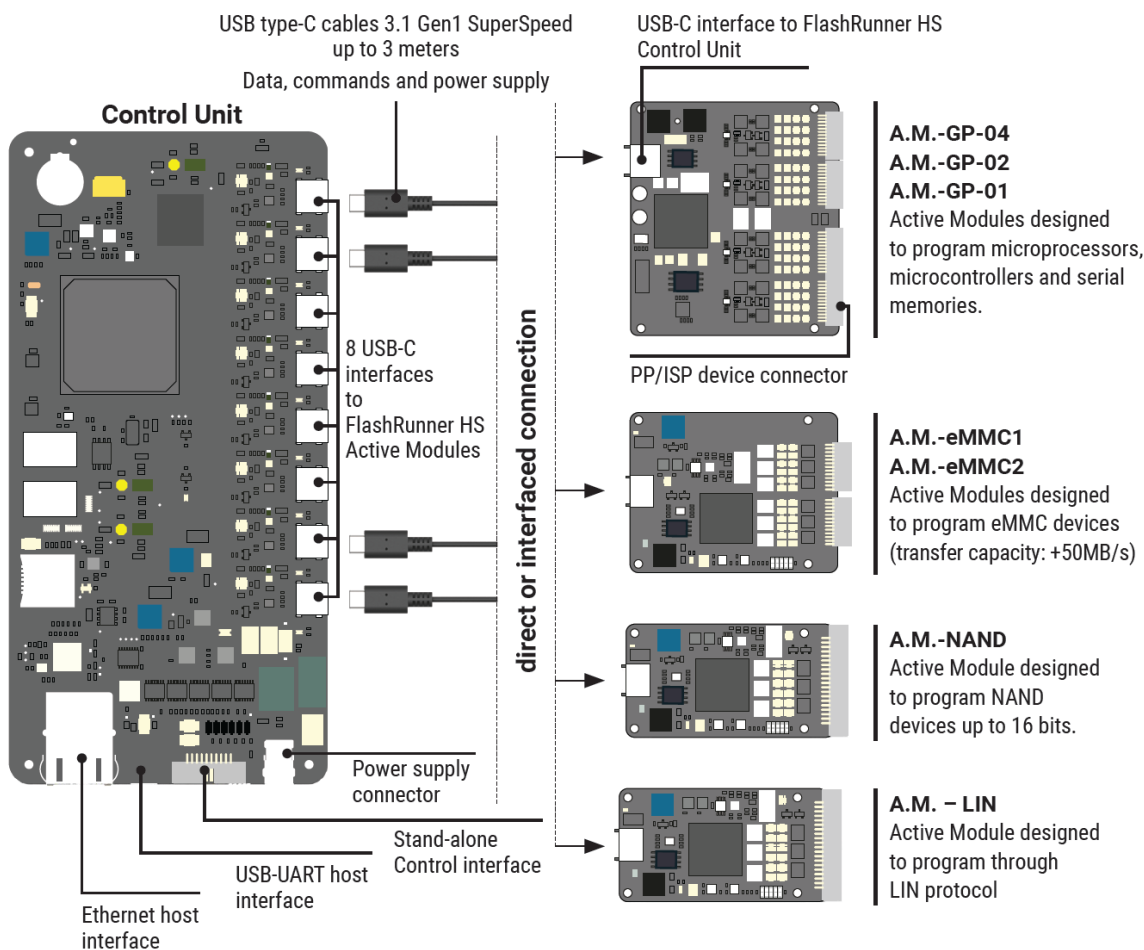 USB type-C cables 3.1 Gen1 SuperSpeed
up to 3 meters
Data, commands and power supply
USB-C interface to FlashRunner HS
Control Unit
Control Unit
8 USB-C
interfaces
to
FlashRunner HS
Active Modules
direct or interfaced connection
A.M.-GP-04
A.M.-GP-02
A.M.-GP-01
Active Modules designed
to program microprocessors,
microcontrollers and serial
memories.
PP/ISP device connector
A.M.-eMMC1
A.M.-eMMC2
Active Modules designed
to program eMMC devices
(transfer capacity: +50MB/s)
A.M.-NAND
Active Module designed
to program NAND
devices up to 16 bits.
A.M. – LIN
Active Module designed
to program through
LIN protocol
Power supply
connector
Stand-alone
Control interface
USB-UART host
interface
Ethernet host
interface